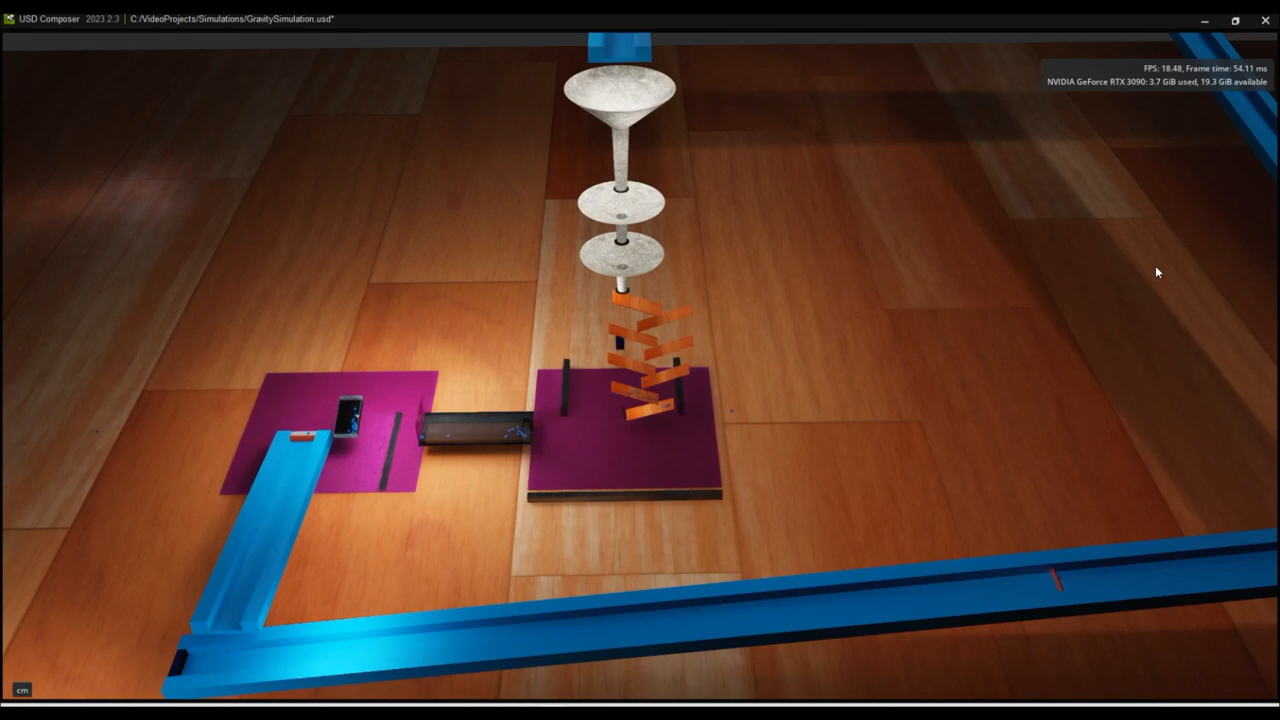 USD Composer 2023.2.3 | C:/VideoProjects/Simulations/GravitySimulation.usd*
FPS: 18.48, Frame time: 54.11 ms
NVIDIA GeForce RTX 3090: 3.7 GiB used, 19.3 GiB available
cm